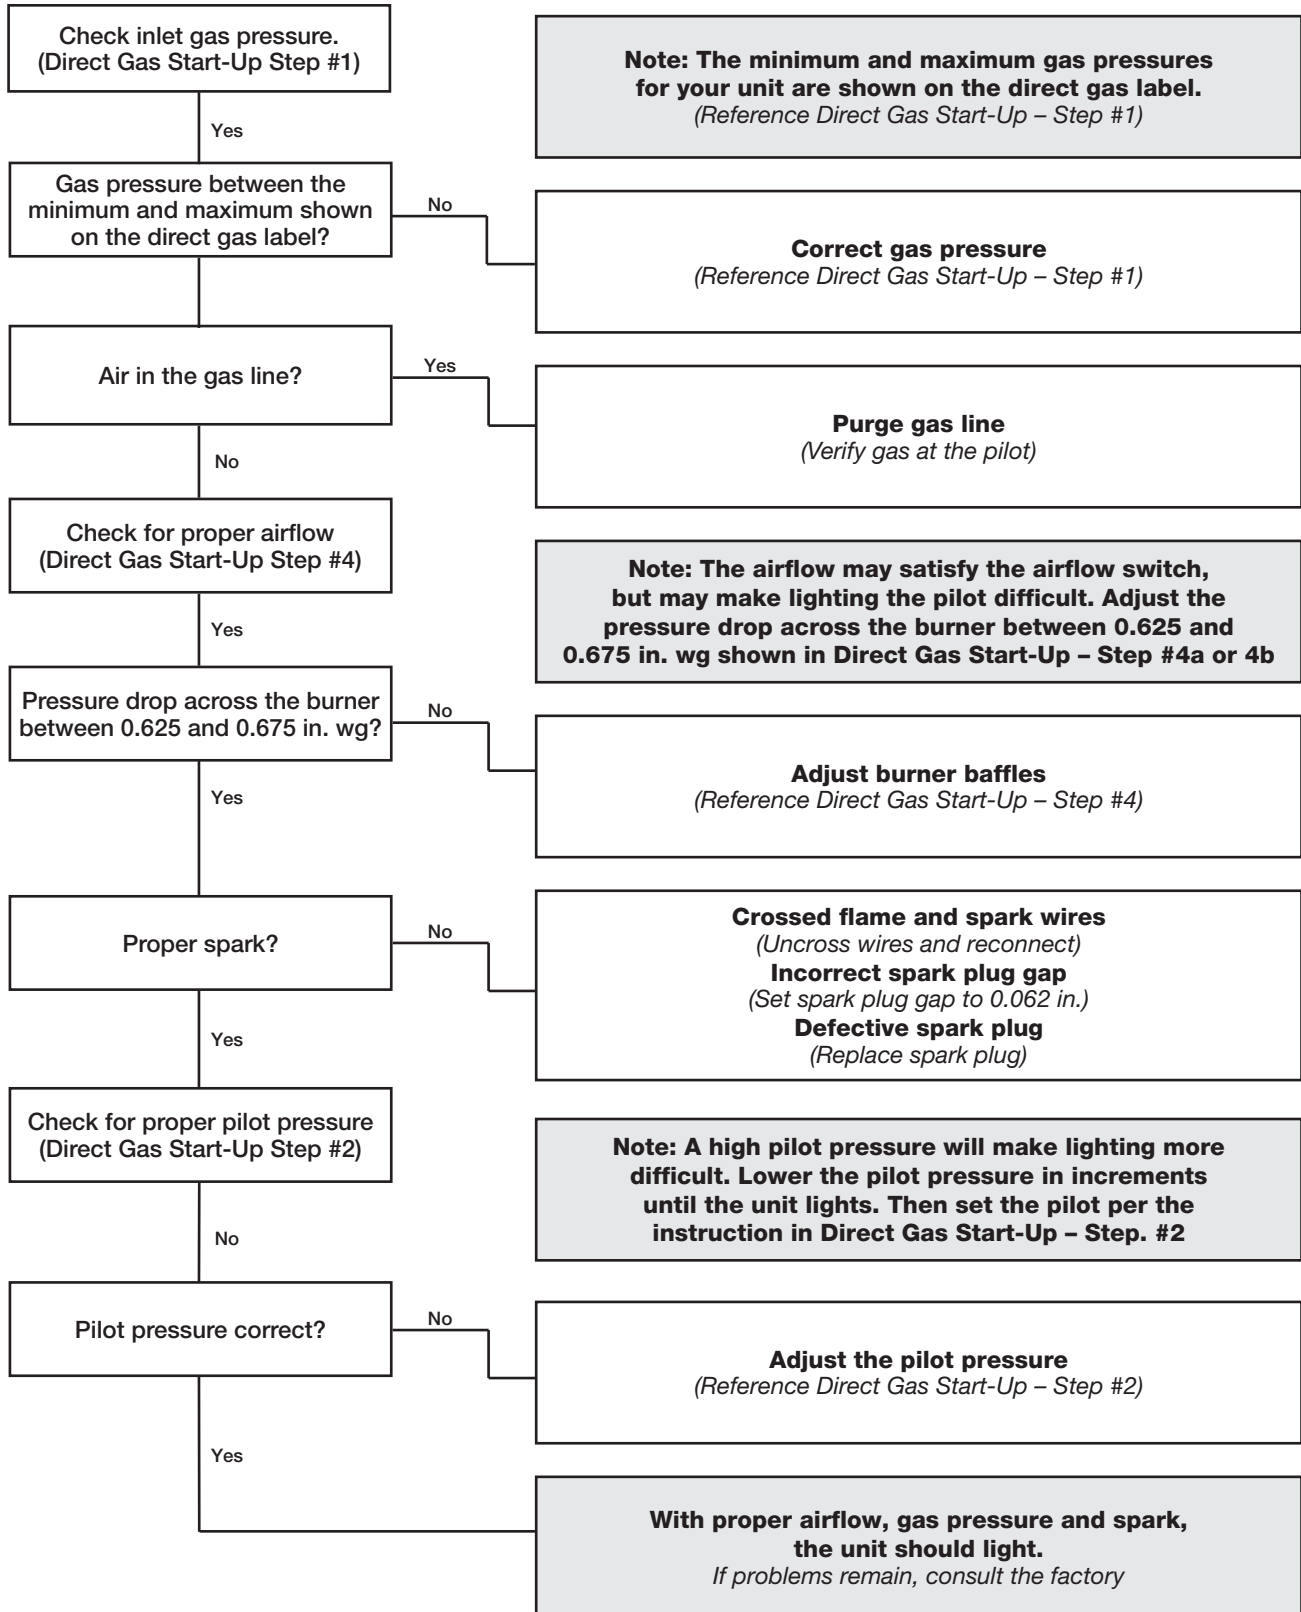 Check inlet gas pressure.
(Direct Gas Start-Up Step #1)
Note: The minimum and maximum gas pressures
for your unit are shown on the direct gas label.
(Reference Direct Gas Start-Up – Step #1)
Yes
Gas pressure between the
minimum and maximum shown
on the direct gas label?
No
Correct gas pressure
(Reference Direct Gas Start-Up – Step #1)
Air in the gas line?
Yes
Purge gas line
(Verify gas at the pilot)
No
Check for proper airflow
(Direct Gas Start-Up Step #4)
Note: The airflow may satisfy the airflow switch,
but may make lighting the pilot difficult. Adjust the
pressure drop across the burner between 0.625 and
0.675 in. wg shown in Direct Gas Start-Up – Step #4a or 4b
Yes
Pressure drop across the burner
between 0.625 and 0.675 in. wg?
No
Adjust burner baffles
(Reference Direct Gas Start-Up – Step #4)
Yes
Proper spark?
No
Crossed flame and spark wires
(Uncross wires and reconnect)
Incorrect spark plug gap
(Set spark plug gap to 0.062 in.)
Defective spark plug
(Replace spark plug)
Yes
Check for proper pilot pressure
(Direct Gas Start-Up Step #2)
Note: A high pilot pressure will make lighting more
difficult. Lower the pilot pressure in increments
until the unit lights. Then set the pilot per the
instruction in Direct Gas Start-Up – Step. #2
No
Pilot pressure correct?
No
Adjust the pilot pressure
(Reference Direct Gas Start-Up – Step #2)
Yes
With proper airflow, gas pressure and spark,
the unit should light.
If problems remain, consult the factory